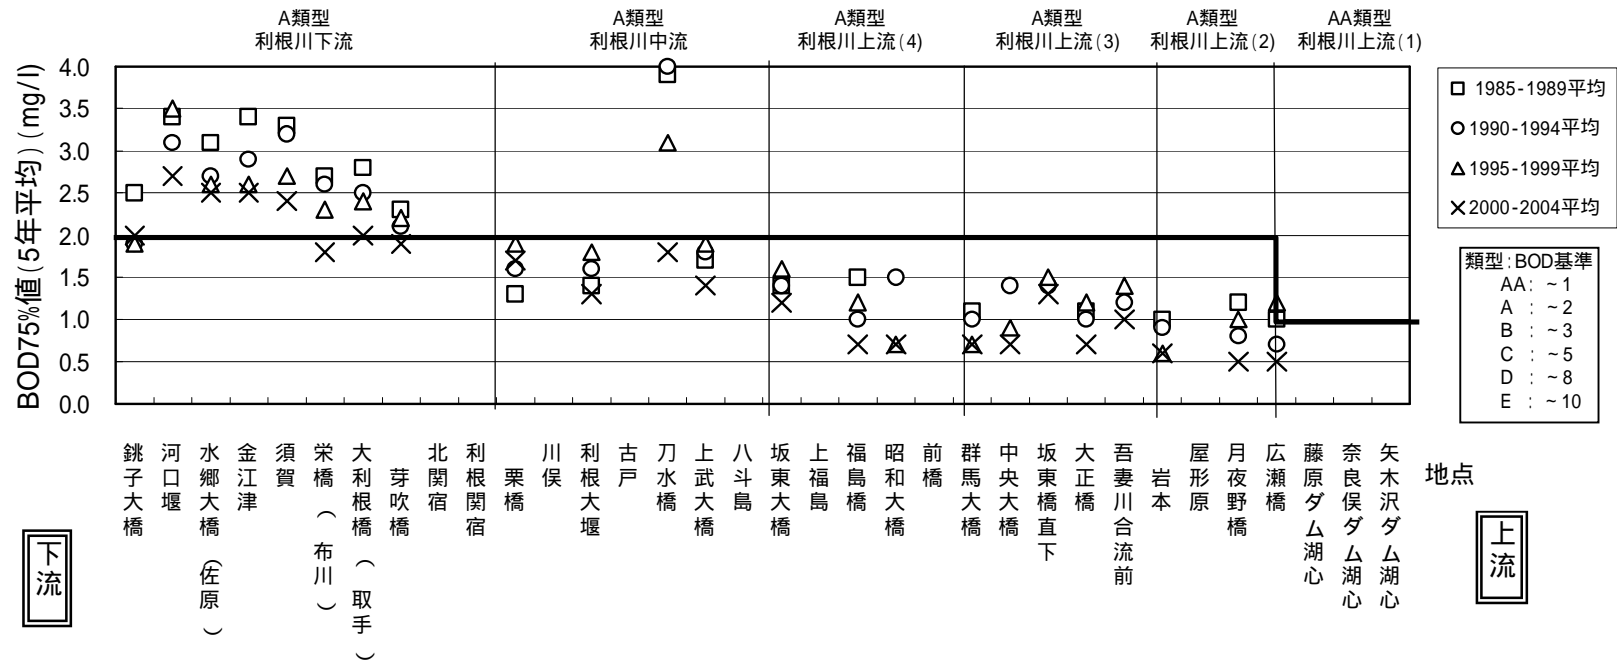 A類型
利根川下流
A類型
利根川中流
A類型
利根川上流(4)
A類型
利根川上流(3)
A類型
利根川上流(2)
AA類型
利根川上流(1)
BOD75%値(5年平均)(mg/l)
4.0
3.5
3.0
2.5
2.0
1.5
1.0
0.5
0.0
1985-1989平均
1990-1994平均
1995-1999平均
2000-2004平均
類型:BOD基準
AA: ~1
A : ~2
B : ~3
C : ~5
D : ~8
E : ~10
銚子大橋
河口堰
水郷大橋(佐原)
金江津
須賀
栄橋(布川)
大利根橋(取手)
芽吹橋
北関宿
利根関宿
栗橋
川俣
利根大堰
古戸
刀水橋
上武大橋
八斗島
坂東大橋
上福島
福島橋
昭和大橋
前橋
群馬大橋
中央大橋
坂東橋直下
大正橋
吾妻川合流前
岩本
屋形原
月夜野橋
広瀬橋
藤原ダム湖心
奈良俣ダム湖心
矢木沢ダム湖心
地点
下流
上流